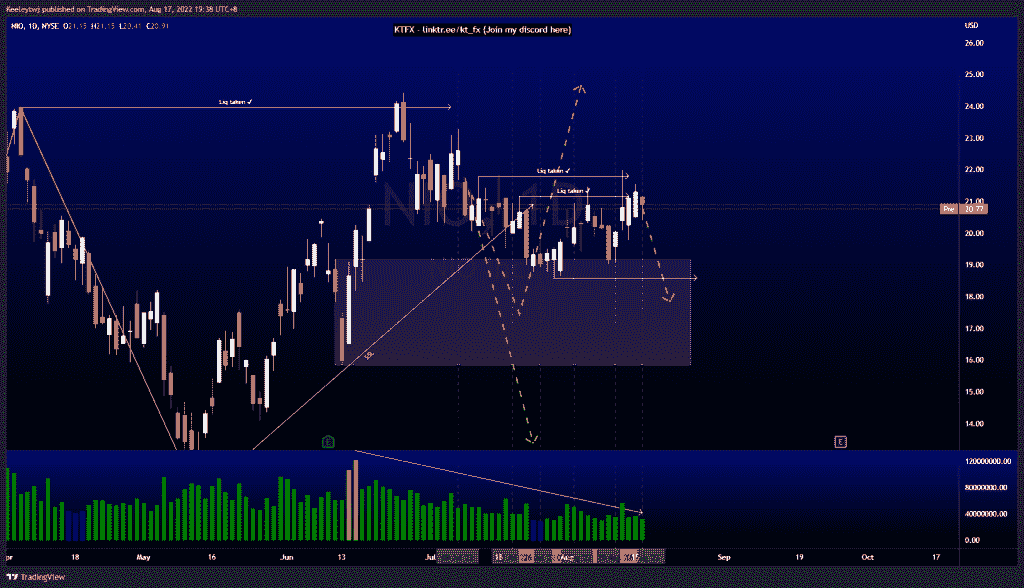 Keeleytwj published on TradingView.com, Aug 17, 2022 19:38 UTC+8
NIO, 1D, NYSE O21.15 H21.15 L20.41 C20.91
USD
KTFX - linktr.ee/kt_fx (Join my discord here)
26.00
25.00
24.00
Liq taken ✓
23.00
22.00
Liq taken ✓
Liq taken ✓
21.00
Pre 20.77
20.00
19.00
18.00
17.00
16.00
15.00
14.00
E
E
120000000.00
80000000.00
40000000.00
0.00
18 May 16 Jun 13 Jul 18 Aug 15 Sep 19 Oct 17
TradingView